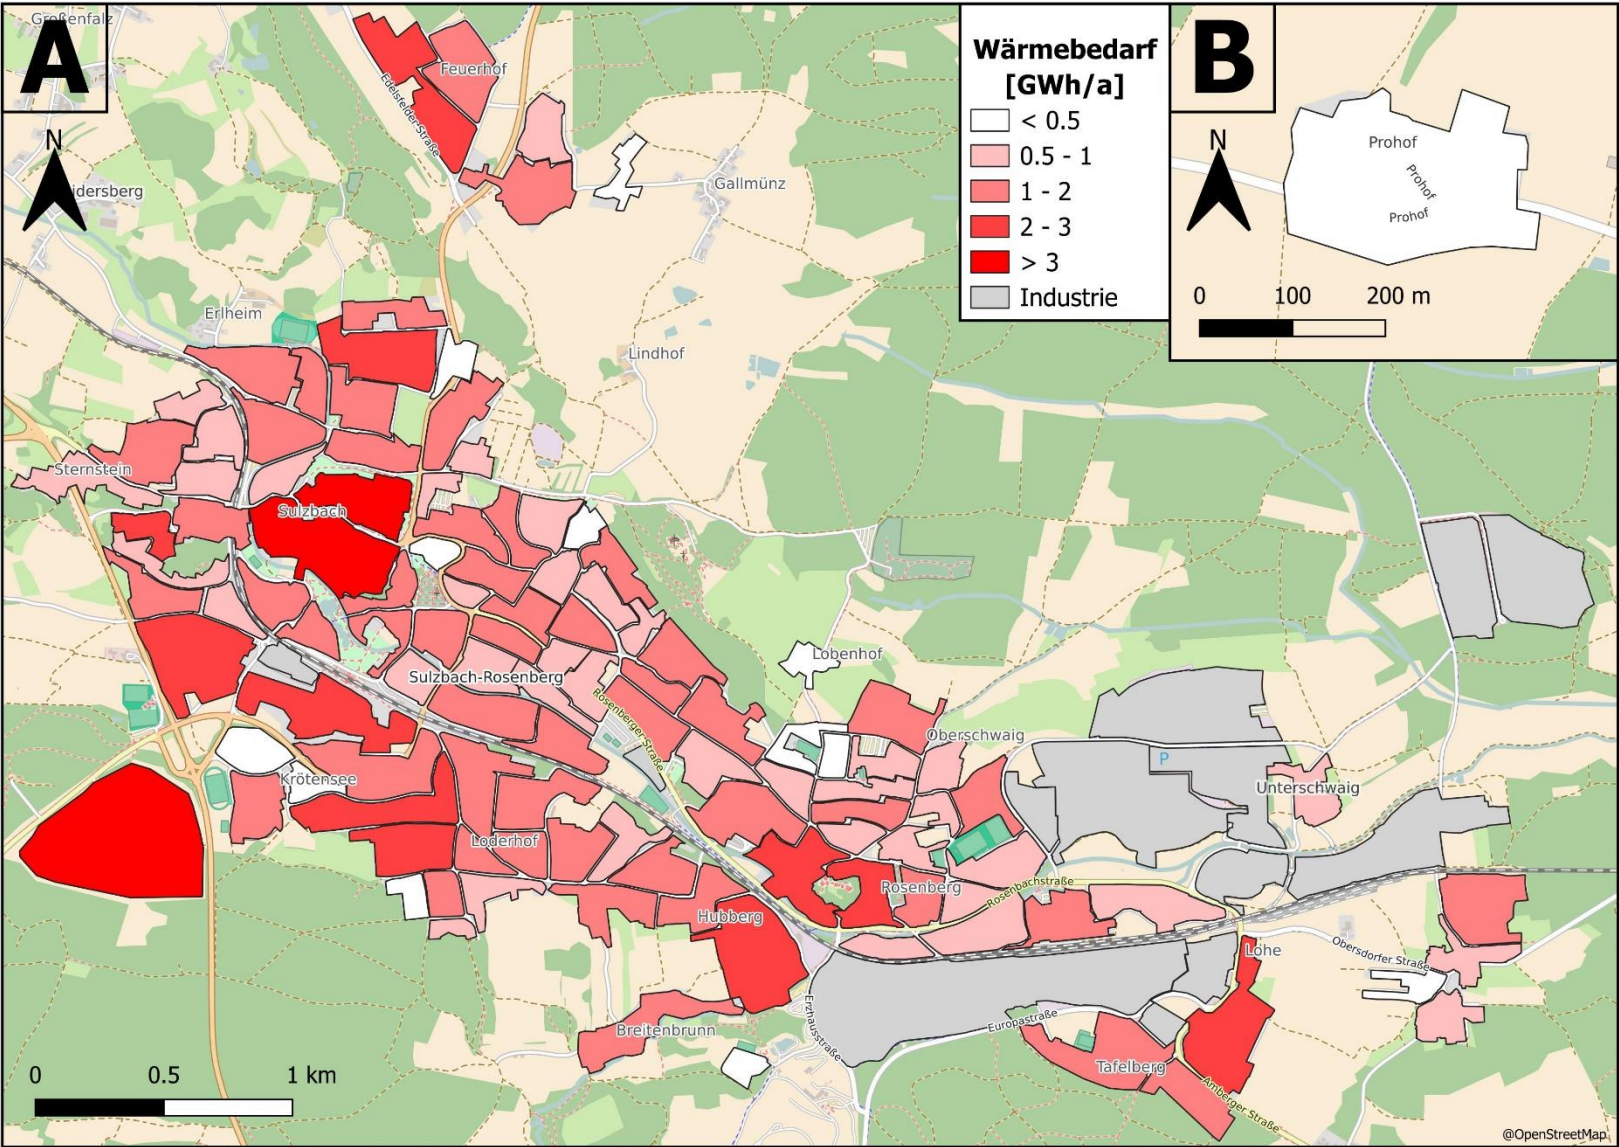 A
Großenfalz
N
idersberg
Feuerhof
Edelsfelder Straße
Gallmünz
Erlheim
Lindhof
Wärmebedarf
[GWh/a]
< 0.5
0.5 - 1
1 - 2
2 - 3
> 3
Industrie
B
N
Prohof
Prohof
Prohof
0 100 200 m
Sternstein
Sulzbach
Sulzbach-Rosenberg
Rosenberger Straße
Lobenhof
Oberschwaig
P
Unterschwaig
Krötensee
Loderhof
Rosenberg
Rosenbachstraße
Hubberg
Lohe
Obersdorfer Straße
Breitenbrunn
Erzhausstraße
Europastraße
Tafelberg
Amberger Straße
0 0.5 1 km
@OpenStreetMap